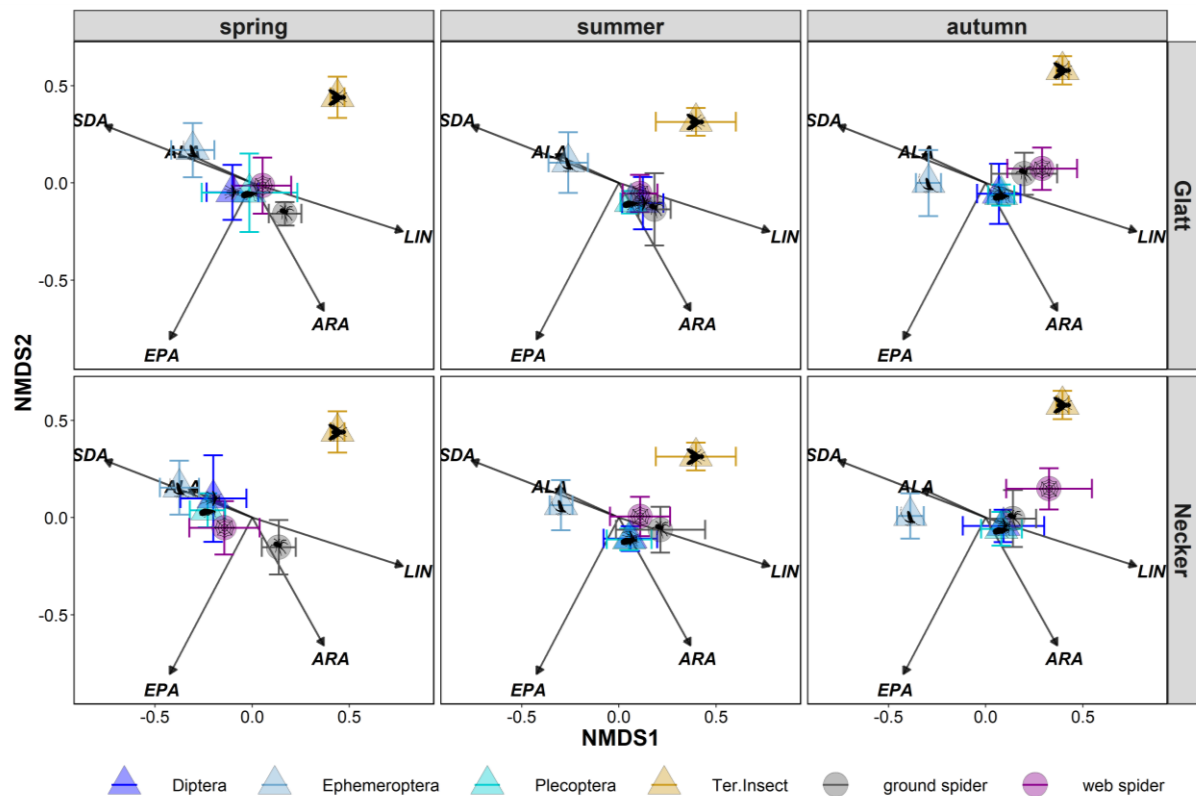 spring summer autumn
0.5
0.0
-0.5
SDA ALA LIN ARA EPA
SDA ALA LIN ARA EPA
SDA ALA LIN ARA EPA
Glatt
NMDS2
0.5
0.0
-0.5
SDA ALA LIN ARA EPA
SDA ALA LIN ARA EPA
SDA ALA LIN ARA EPA
Necker
-0.5 0.0 0.5 -0.5 0.0 0.5 -0.5 0.0 0.5
NMDS1
Diptera Ephemeroptera Plecoptera Ter.Insect ground spider web spider